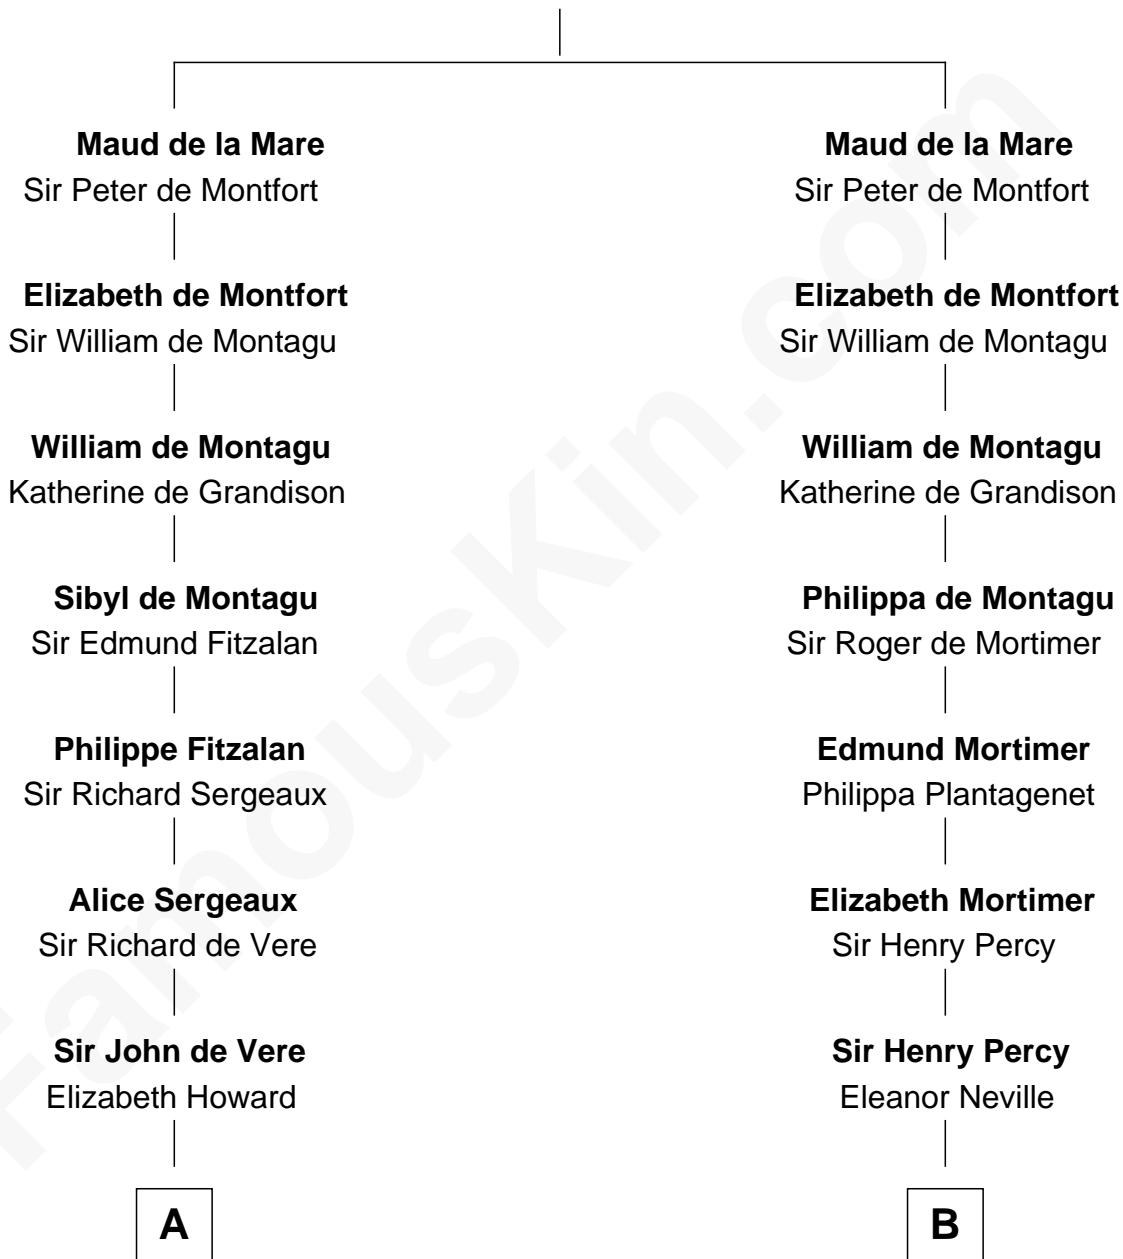 Maud de la Mare
Sir Peter de Montfort
Elizabeth de Montfort
Sir William de Montagu
William de Montagu
Katherine de Grandison
Sibyl de Montagu
Sir Edmund Fitzalan
Philippe Fitzalan
Sir Richard Sergeaux
Alice Sergeaux
Sir Richard de Vere
Sir John de Vere
Elizabeth Howard
A
Maud de la Mare
Sir Peter de Montfort
Elizabeth de Montfort
Sir William de Montagu
William de Montagu
Katherine de Grandison
Philippa de Montagu
Sir Roger de Mortimer
Edmund Mortimer
Philippa Plantagenet
Elizabeth Mortimer
Sir Henry Percy
Sir Henry Percy
Eleanor Neville
B
FamousKin.com